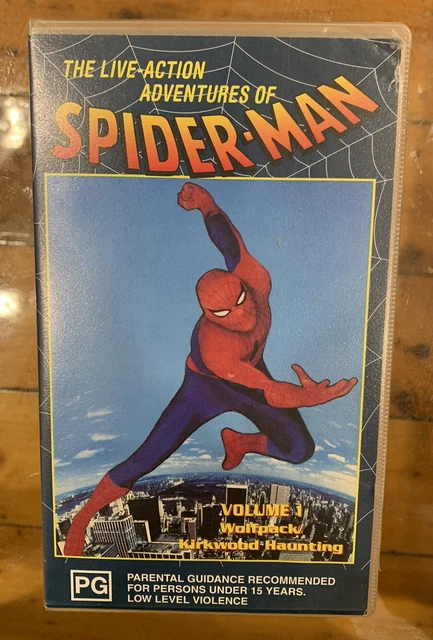 THE LIVE-ACTION
ADVENTURES OF
SPIDER-MAN
VOLUME 1
Wolfpack/
Kirkwood Haunting
PG
PARENTAL GUIDANCE RECOMMENDED
FOR PERSONS UNDER 15 YEARS.
LOW LEVEL VIOLENCE